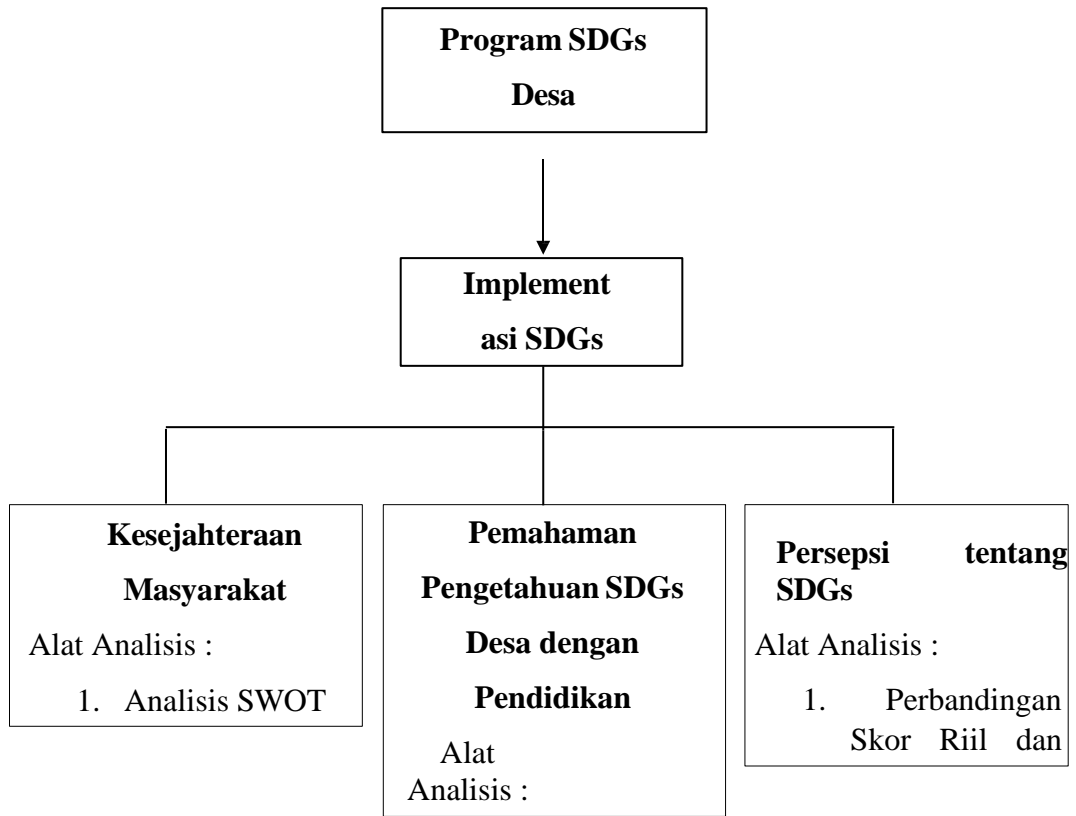 Program SDGs
Desa
Implement
asi SDGs
Kesejahteraan
Masyarakat
Alat Analisis :
1. Analisis SWOT
Pemahaman
Pengetahuan SDGs
Desa dengan
Pendidikan
Alat
Analisis :
Persepsi tentang
SDGs
Alat Analisis :
1. Perbandingan
Skor Riil dan